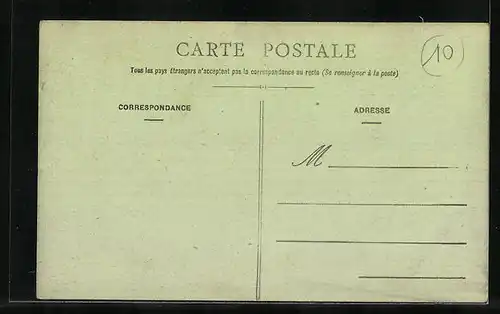 CARTE POSTALE
10
Tous les pays étrangers n'acceptent pas la correspondance au recto (Se renseigner à la poste)
CORRESPONDANCE
ADRESSE
M